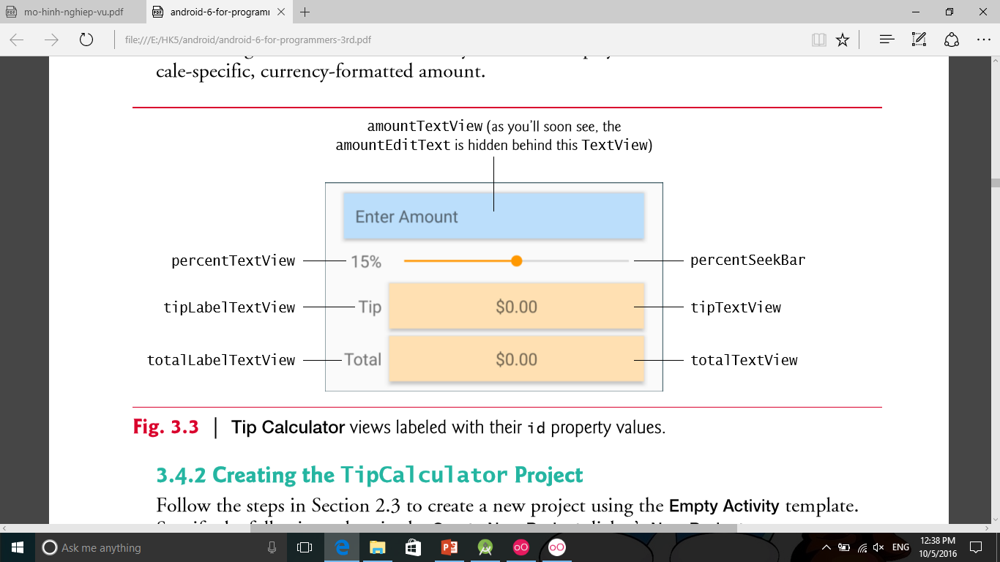 mo-hinh-nghiep-vu.pdf
android-6-for-programı
file:///E:/HK5/android/android-6-for-programmers-3rd.pdf
cale-specific, currency-formatted amount.
amountTextView (as you'll soon see, the
amountEditText is hidden behind this TextView)
Enter Amount
percentTextView
15%
percentSeekBar
tipLabelTextView
Tip
$0.00
tipTextView
totalLabelTextView
Total
$0.00
totalTextView
Fig. 3.3 | Tip Calculator views labeled with their id property values.
3.4.2 Creating the TipCalculator Project
Follow the steps in Section 2.3 to create a new project using the Empty Activity template.
Ask me anything
ENG
12:38 PM
10/5/2016